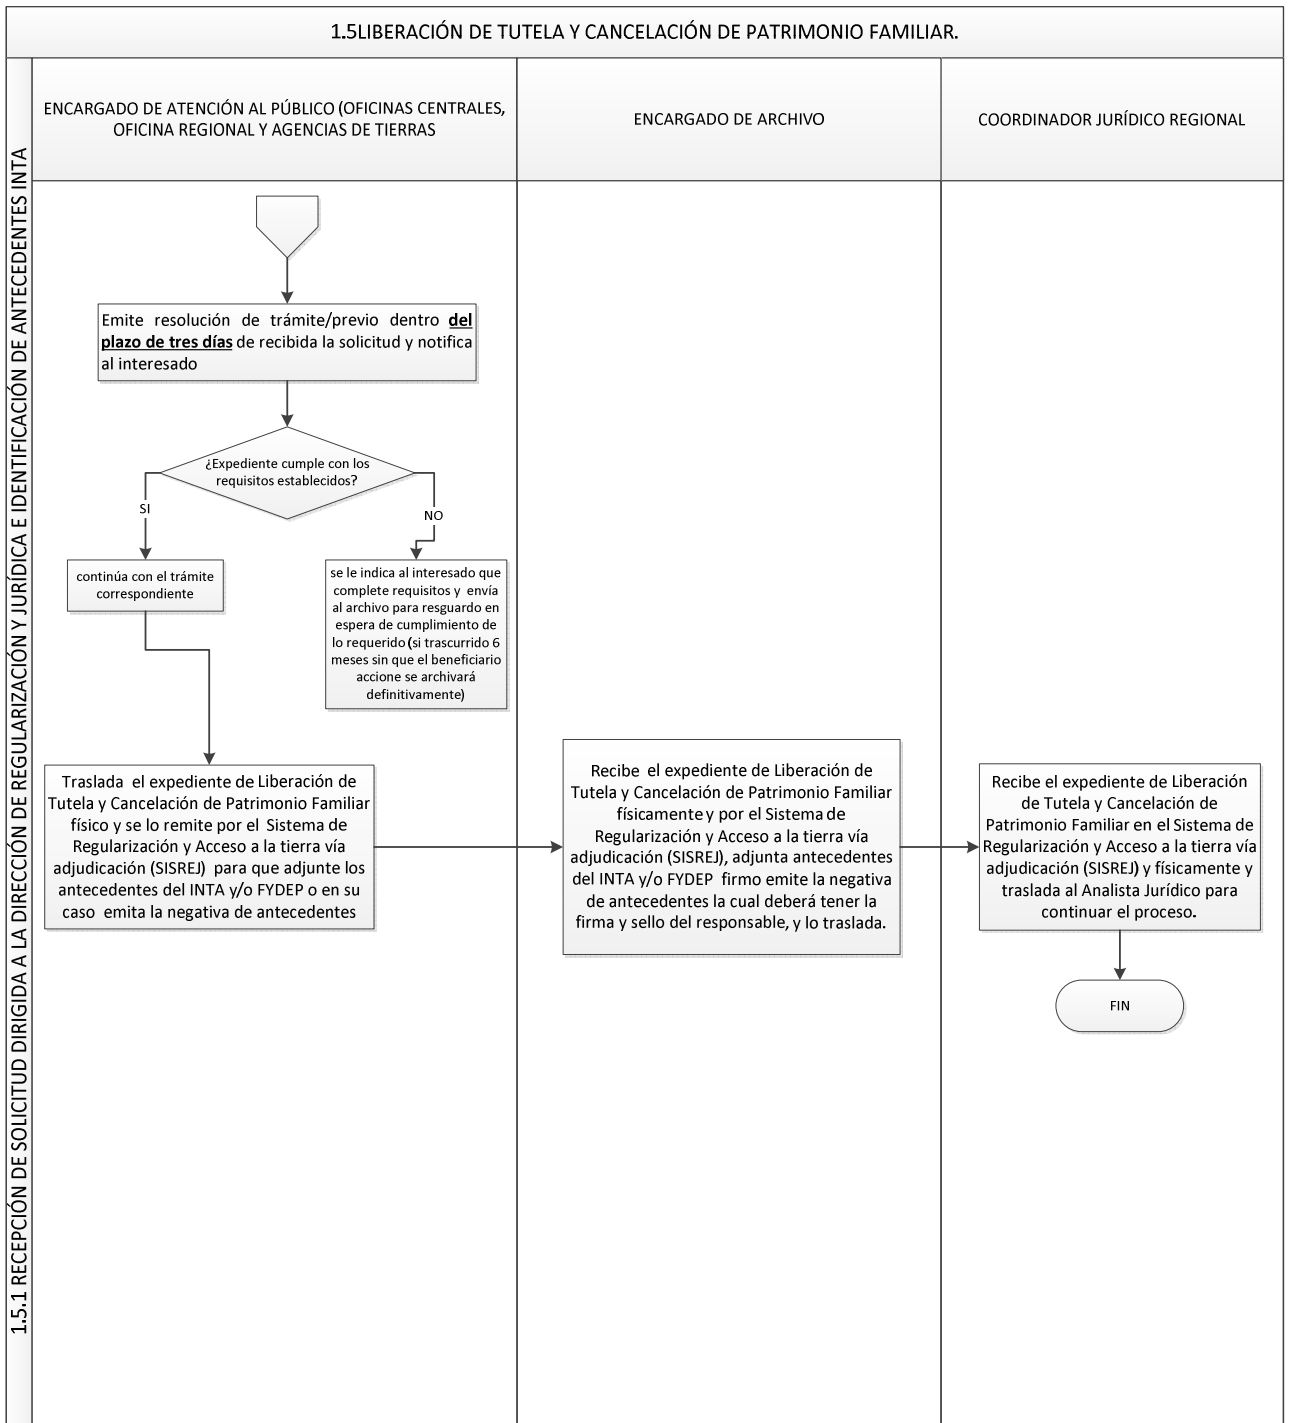 1.5LIBERACIÓN DE TUTELA Y CANCELACIÓN DE PATRIMONIO FAMILIAR.
1.5.1 RECEPCIÓN DE SOLICITUD DIRIGIDA A LA DIRECCIÓN DE REGULARIZACIÓN Y JURÍDICA E IDENTIFICACIÓN DE ANTECEDENTES INTA
ENCARGADO DE ATENCIÓN AL PÚBLICO (OFICINAS CENTRALES,
OFICINA REGIONAL Y AGENCIAS DE TIERRAS
ENCARGADO DE ARCHIVO
COORDINADOR JURÍDICO REGIONAL
Emite resolución de trámite/previo dentro del
plazo de tres días de recibida la solicitud y notifica
al interesado
¿Expediente cumple con los
requisitos establecidos?
SI
NO
continúa con el trámite
correspondiente
se le indica al interesado que
complete requisitos y envía
al archivo para resguardo en
espera de cumplimiento de
lo requerido (si trascurrido 6
meses sin que el beneficiario
accione se archivará
definitivamente)
Traslada el expediente de Liberación de
Tutela y Cancelación de Patrimonio Familiar
físico y se lo remite por el Sistema de
Regularización y Acceso a la tierra vía
adjudicación (SISREJ) para que adjunte los
antecedentes del INTA y/o FYDEP o en su
caso emita la negativa de antecedentes
Recibe el expediente de Liberación de
Tutela y Cancelación de Patrimonio Familiar
físicamente y por el Sistema de
Regularización y Acceso a la tierra vía
adjudicación (SISREJ), adjunta antecedentes
del INTA y/o FYDEP firmo emite la negativa
de antecedentes la cual deberá tener la
firma y sello del responsable, y lo traslada.
Recibe el expediente de Liberación
de Tutela y Cancelación de
Patrimonio Familiar en el Sistema de
Regularización y Acceso a la tierra vía
adjudicación (SISREJ) y físicamente y
traslada al Analista Jurídico para
continuar el proceso.
FIN